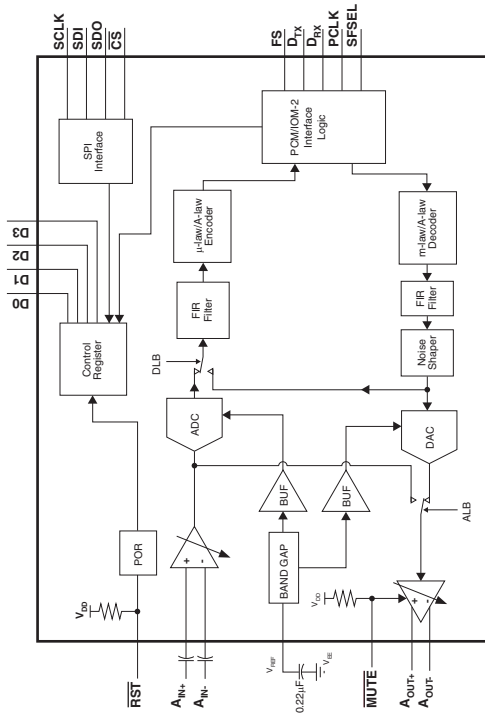 SCLK
SDI
SDO
CS
FS
DTX
DRX
PCLK
SFSEL
SPI
Interface
PCM/IOM-2
Interface
Logic
D3
D2
D1
D0
μ-law/A-law
Encoder
m-law/A-law
Decoder
FIR
Filter
FIR
Filter
Control
Register
DLB
Noise
Shaper
ADC
DAC
BUF
BUF
ALB
POR
BAND GAP
+
-
VDD
VDD
+
-
VREF
VEE
0.22μF
RST
AIN+
AIN-
MUTE
AOUT+
AOUT-